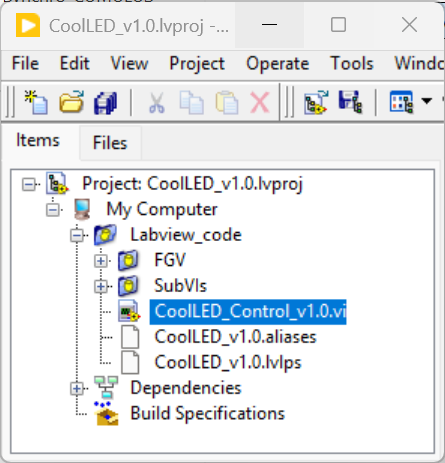 CoolLED_v1.0.lvproj -...
File Edit View Project Operate Tools
Items
Files
Project: CoolLED_v1.0.lvproj
My Computer
Labview_code
FGV
SubVIs
CoolLED_Control_v1.0.vi
CoolLED_v1.0.aliases
CoolLED_v1.0.lvlps
Dependencies
Build Specifications